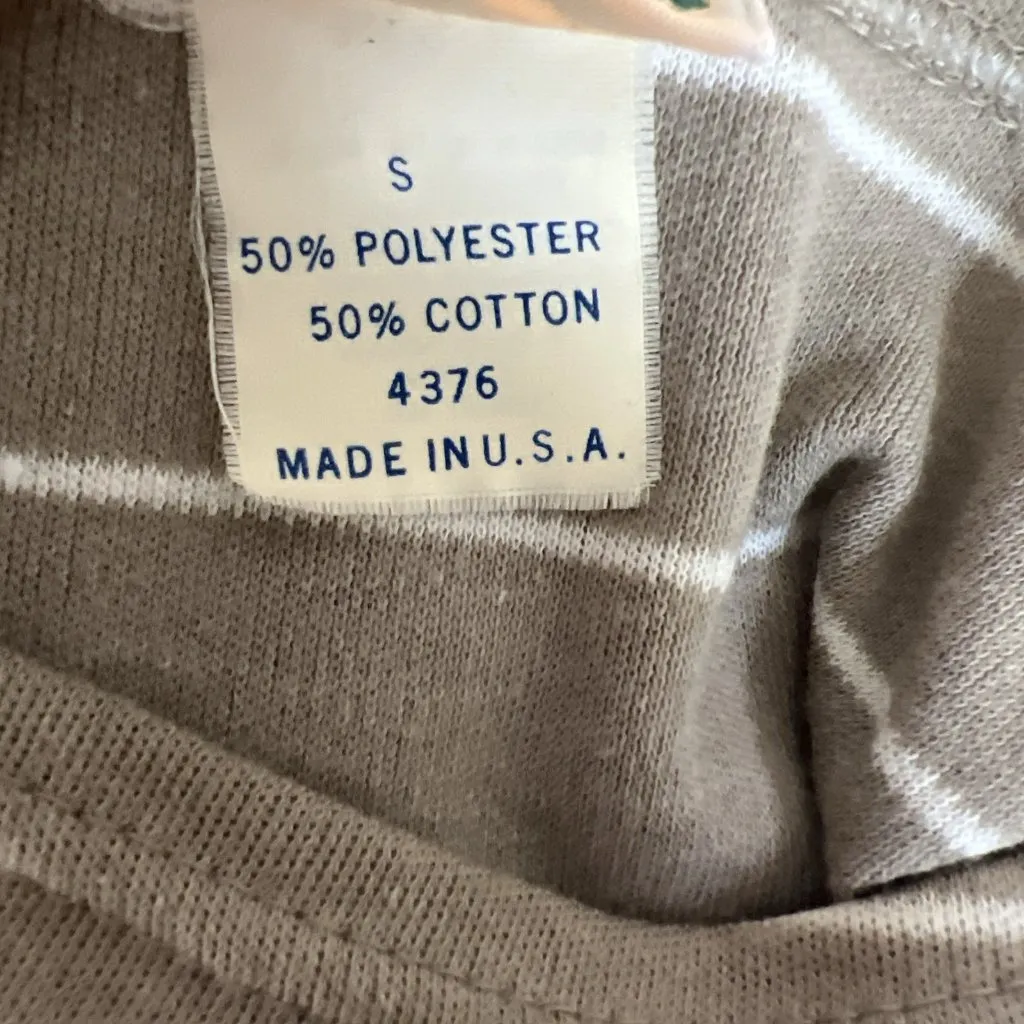 S
50% POLYESTER
50% COTTON
4376
MADE IN U.S.A.